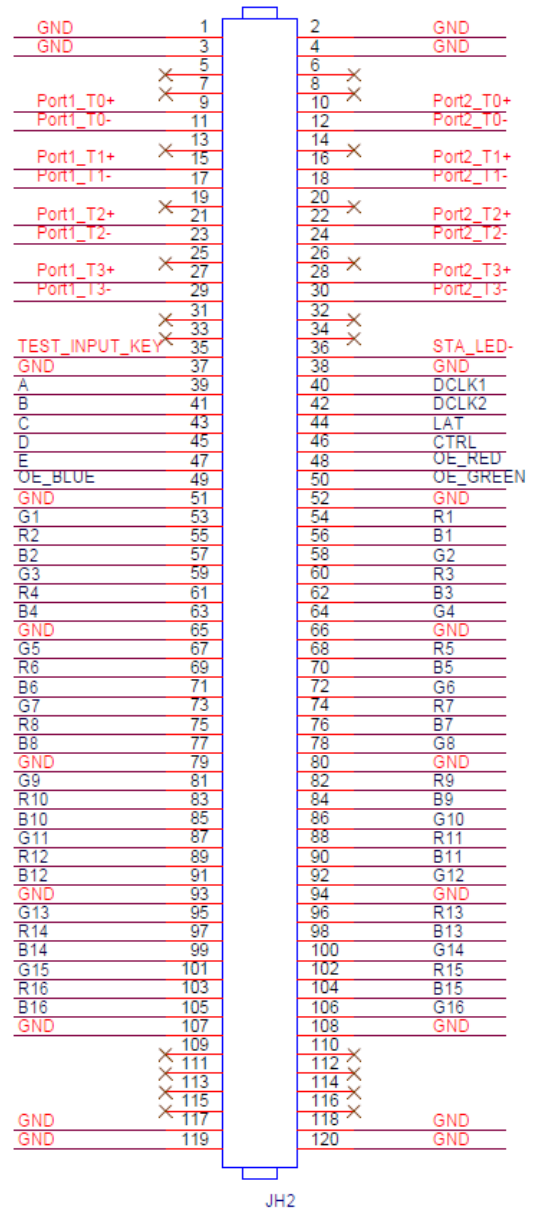 GND 1 2 GND
GND 3 4 GND
5 6
7 8
Port1_T0+ 9 10 Port2_T0+
Port1_T0- 11 12 Port2_T0-
13 14
Port1_T1+ 15 16 Port2_T1+
Port1_T1- 17 18 Port2_T1-
19 20
Port1_T2+ 21 22 Port2_T2+
Port1_T2- 23 24 Port2_T2-
25 26
Port1_T3+ 27 28 Port2_T3+
Port1_T3- 29 30 Port2_T3-
31 32
33 34
TEST_INPUT_KEY 35 36 STA_LED-
GND 37 38 GND
A 39 40 DCLK1
B 41 42 DCLK2
C 43 44 LAT
D 45 46 CTRL
E 47 48 OE_RED
OE_BLUE 49 50 OE_GREEN
GND 51 52 GND
G1 53 54 R1
R2 55 56 B1
B2 57 58 G2
G3 59 60 R3
R4 61 62 B3
B4 63 64 G4
GND 65 66 GND
G5 67 68 R5
R6 69 70 B5
B6 71 72 G6
G7 73 74 R7
R8 75 76 B7
B8 77 78 G8
GND 79 80 GND
G9 81 82 R9
R10 83 84 B9
B10 85 86 G10
G11 87 88 R11
R12 89 90 B11
B12 91 92 G12
GND 93 94 GND
G13 95 96 R13
R14 97 98 B13
B14 99 100 G14
G15 101 102 R15
R16 103 104 B15
B16 105 106 G16
GND 107 108 GND
109 110
111 112
113 114
115 116
GND 117 118 GND
GND 119 120 GND
JH2